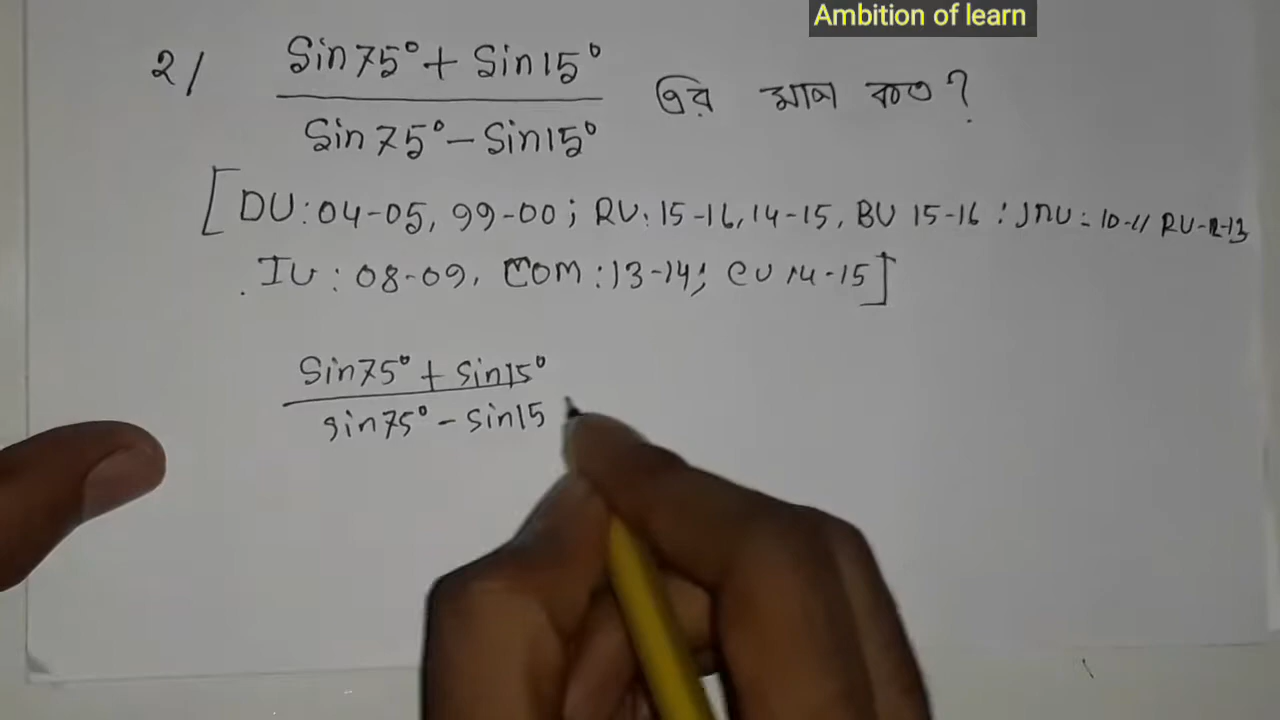 Ambition of learn
2/ Sin75° + Sin15°
Sin75° - Sin15°
এর মান কত ?
[DU:04-05, 99-00; RU:15-16, 14-15, BU 15-16: JnU = 10-11 RU-12-13
IU: 08-09, COM:13-14; CU 14-15]
Sin75° + Sin15°
Sin75° - Sin15